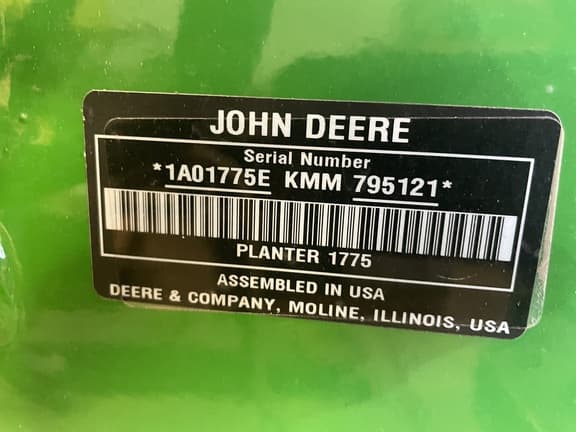 JOHN DEERE
Serial Number
*1A01775E KMM 795121*
PLANTER 1775
ASSEMBLED IN USA
DEERE & COMPANY, MOLINE, ILLINOIS, USA